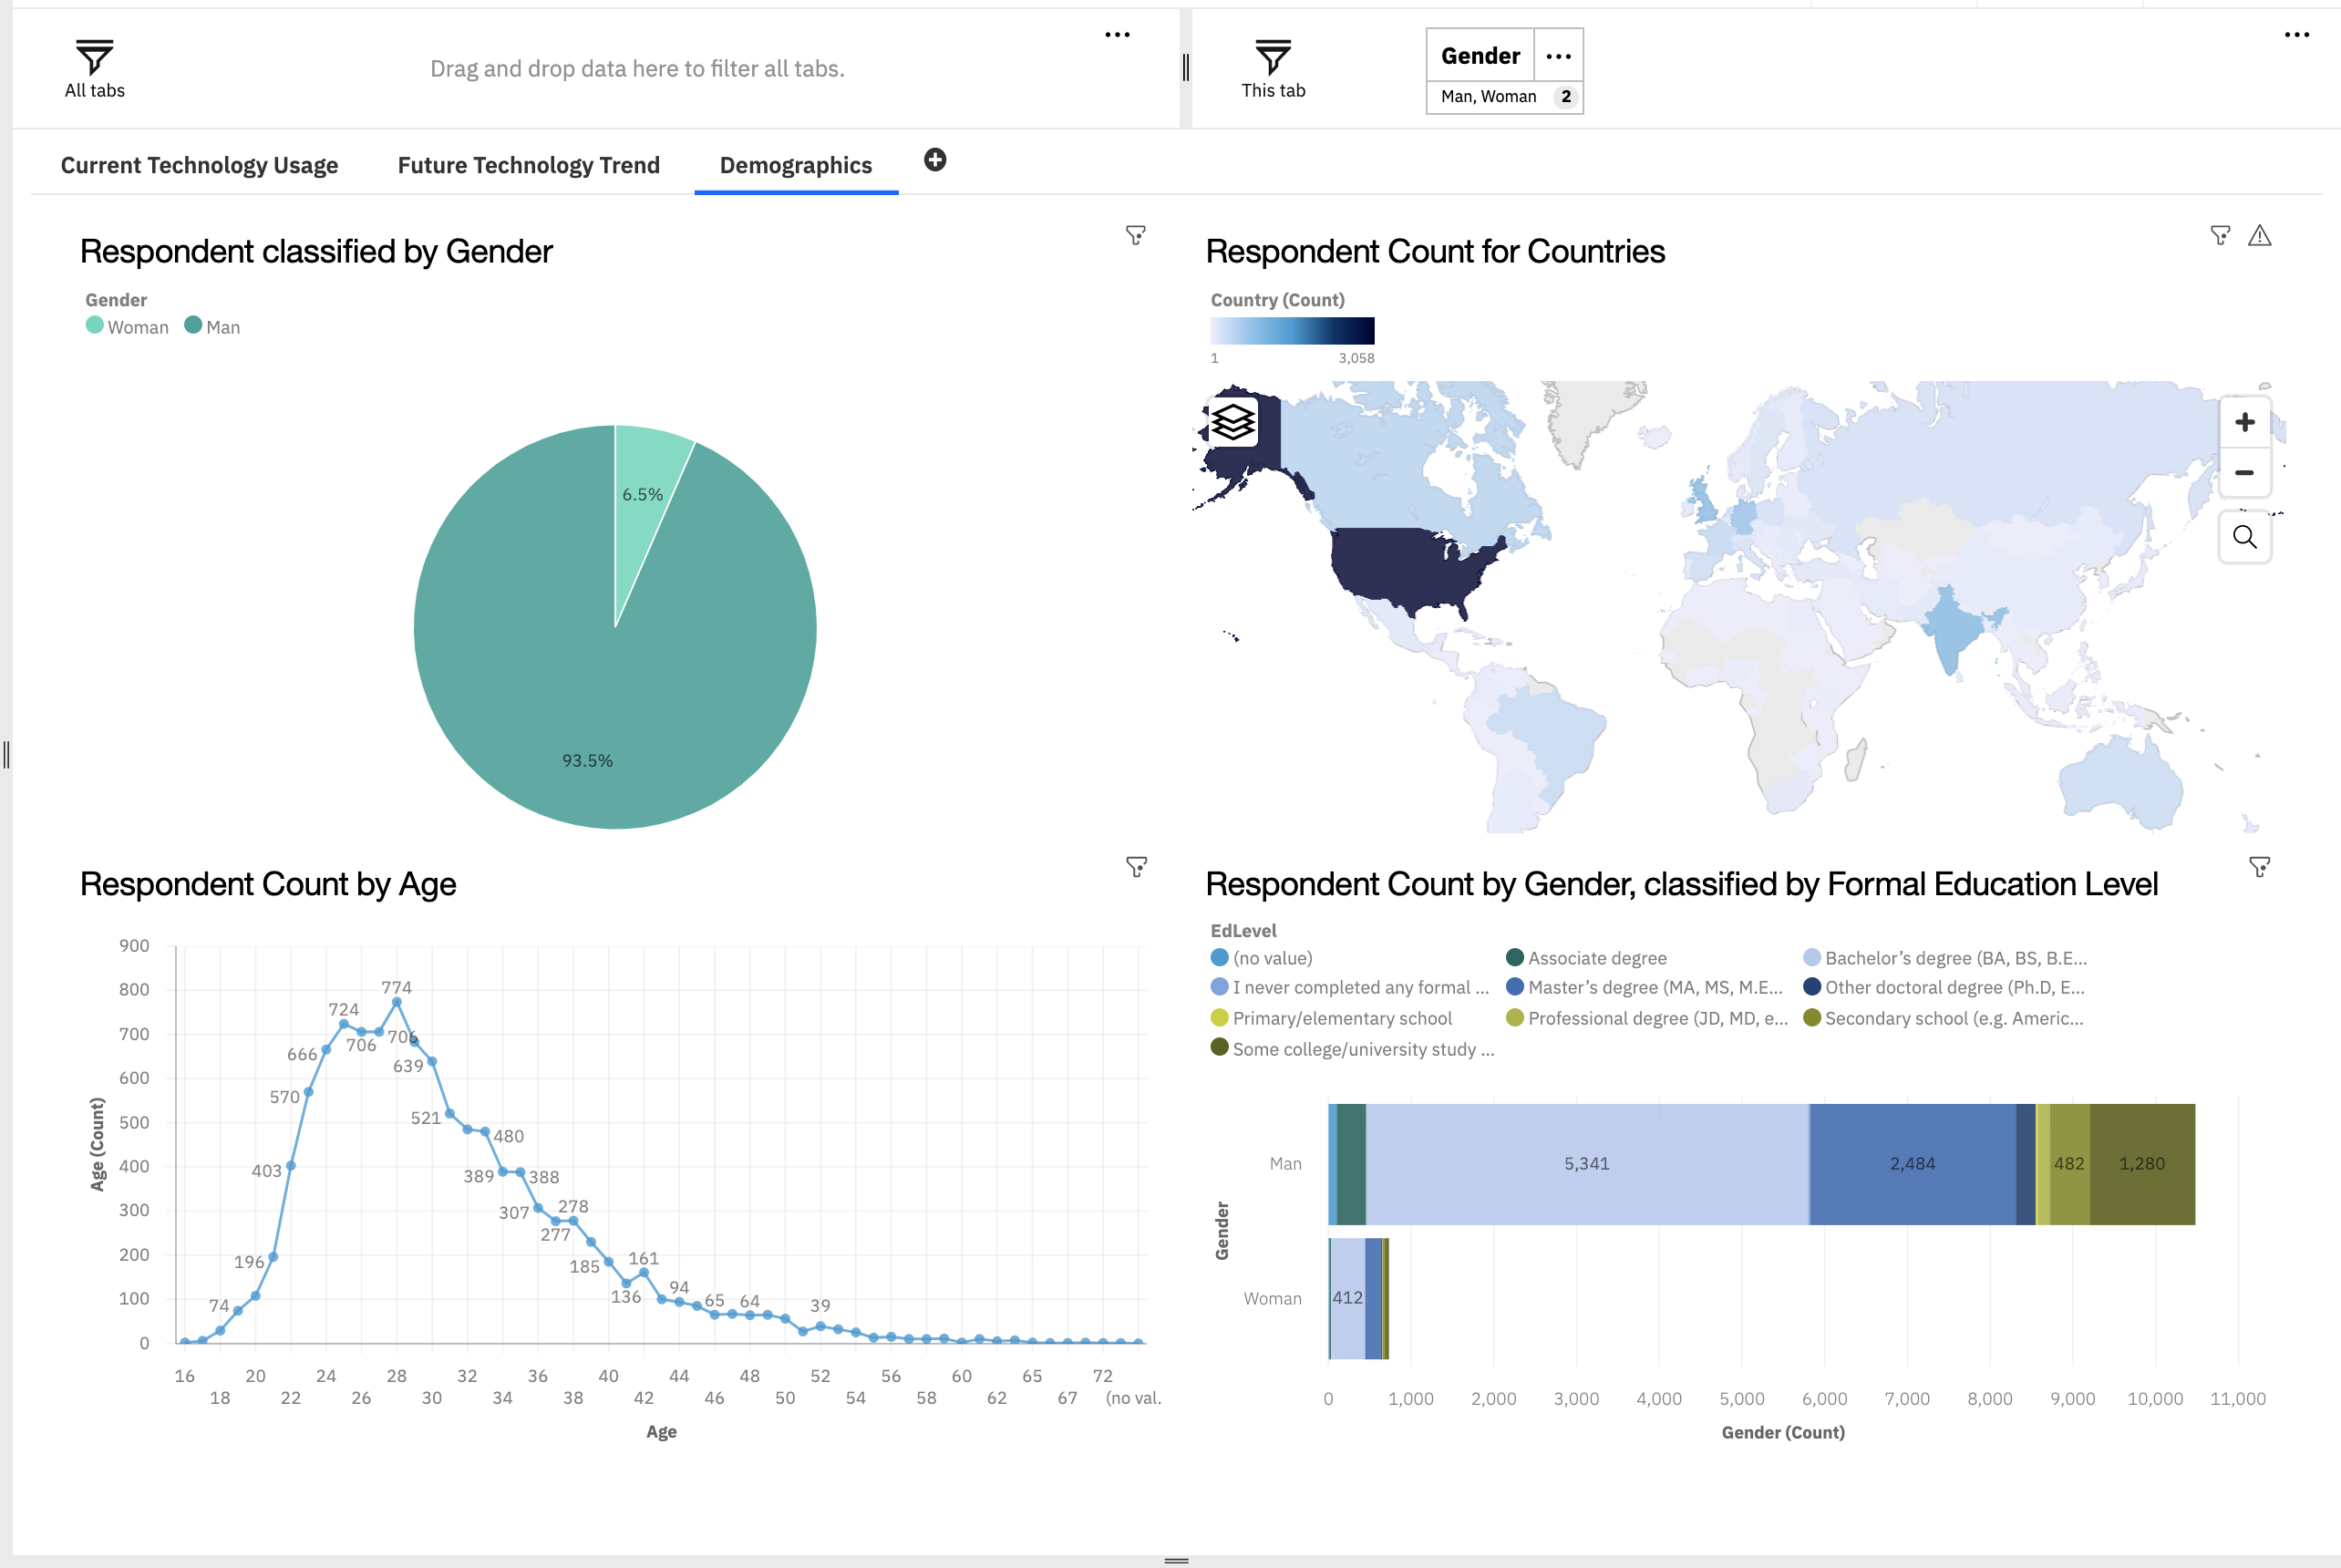 All tabs
Drag and drop data here to filter all tabs.
This tab
Gender
Man, Woman 2
Current Technology Usage
Future Technology Trend
Demographics
Respondent classified by Gender
Gender
Woman Man
6.5%
93.5%
Respondent Count for Countries
Country (Count)
1 3,058
Respondent Count by Age
Age (Count)
900
800
700
600
500
400
300
200
100
0
74
196
403
570
666
724
706
706
774
639
521
480
389
388
307
277
278
185
136
161
94
65
64
39
16 20 24 28 32 36 40 44 48 52 56 60 65 72
18 22 26 30 34 38 42 46 50 54 58 62 67 (no val.
Age
Respondent Count by Gender, classified by Formal Education Level
EdLevel
(no value) Associate degree Bachelor’s degree (BA, BS, B.E...
I never completed any formal ... Master’s degree (MA, MS, M.E... Other doctoral degree (Ph.D, E...
Primary/elementary school Professional degree (JD, MD, e... Secondary school (e.g. Americ...
Some college/university study ...
Gender
Man 5,341 2,484 482 1,280
Woman 412
0 1,000 2,000 3,000 4,000 5,000 6,000 7,000 8,000 9,000 10,000 11,000
Gender (Count)